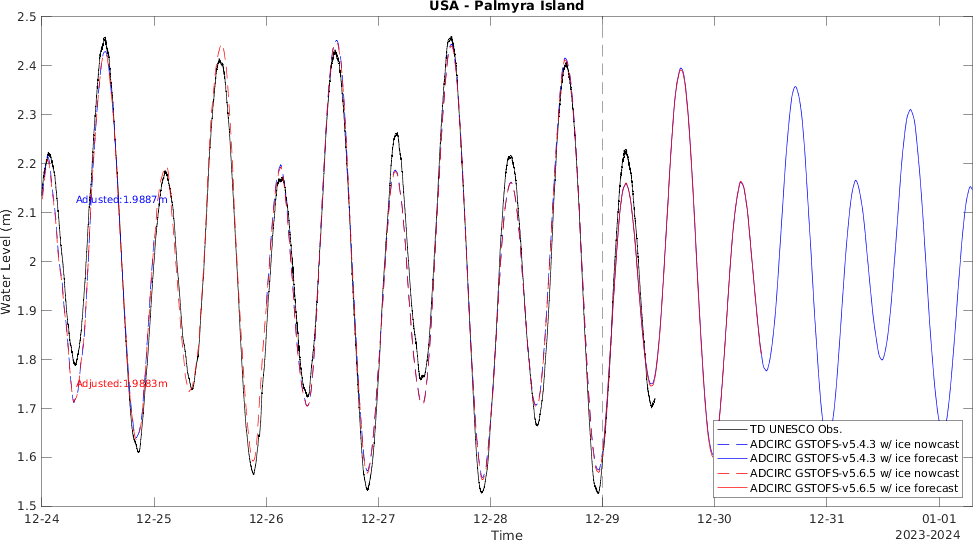 USA - Palmyra Island
2.5
2.4
2.3
2.2
2.1
2
1.9
1.8
1.7
1.6
1.5
Water Level (m)
Adjusted:1.9887m
Adjusted:1.9883m
TD UNESCO Obs.
ADCIRC GSTOFS-v5.4.3 w/ ice nowcast
ADCIRC GSTOFS-v5.4.3 w/ ice forecast
ADCIRC GSTOFS-v5.6.5 w/ ice nowcast
ADCIRC GSTOFS-v5.6.5 w/ ice forecast
12-24 12-25 12-26 12-27 12-28 12-29 12-30 12-31 01-01
Time
2023-2024